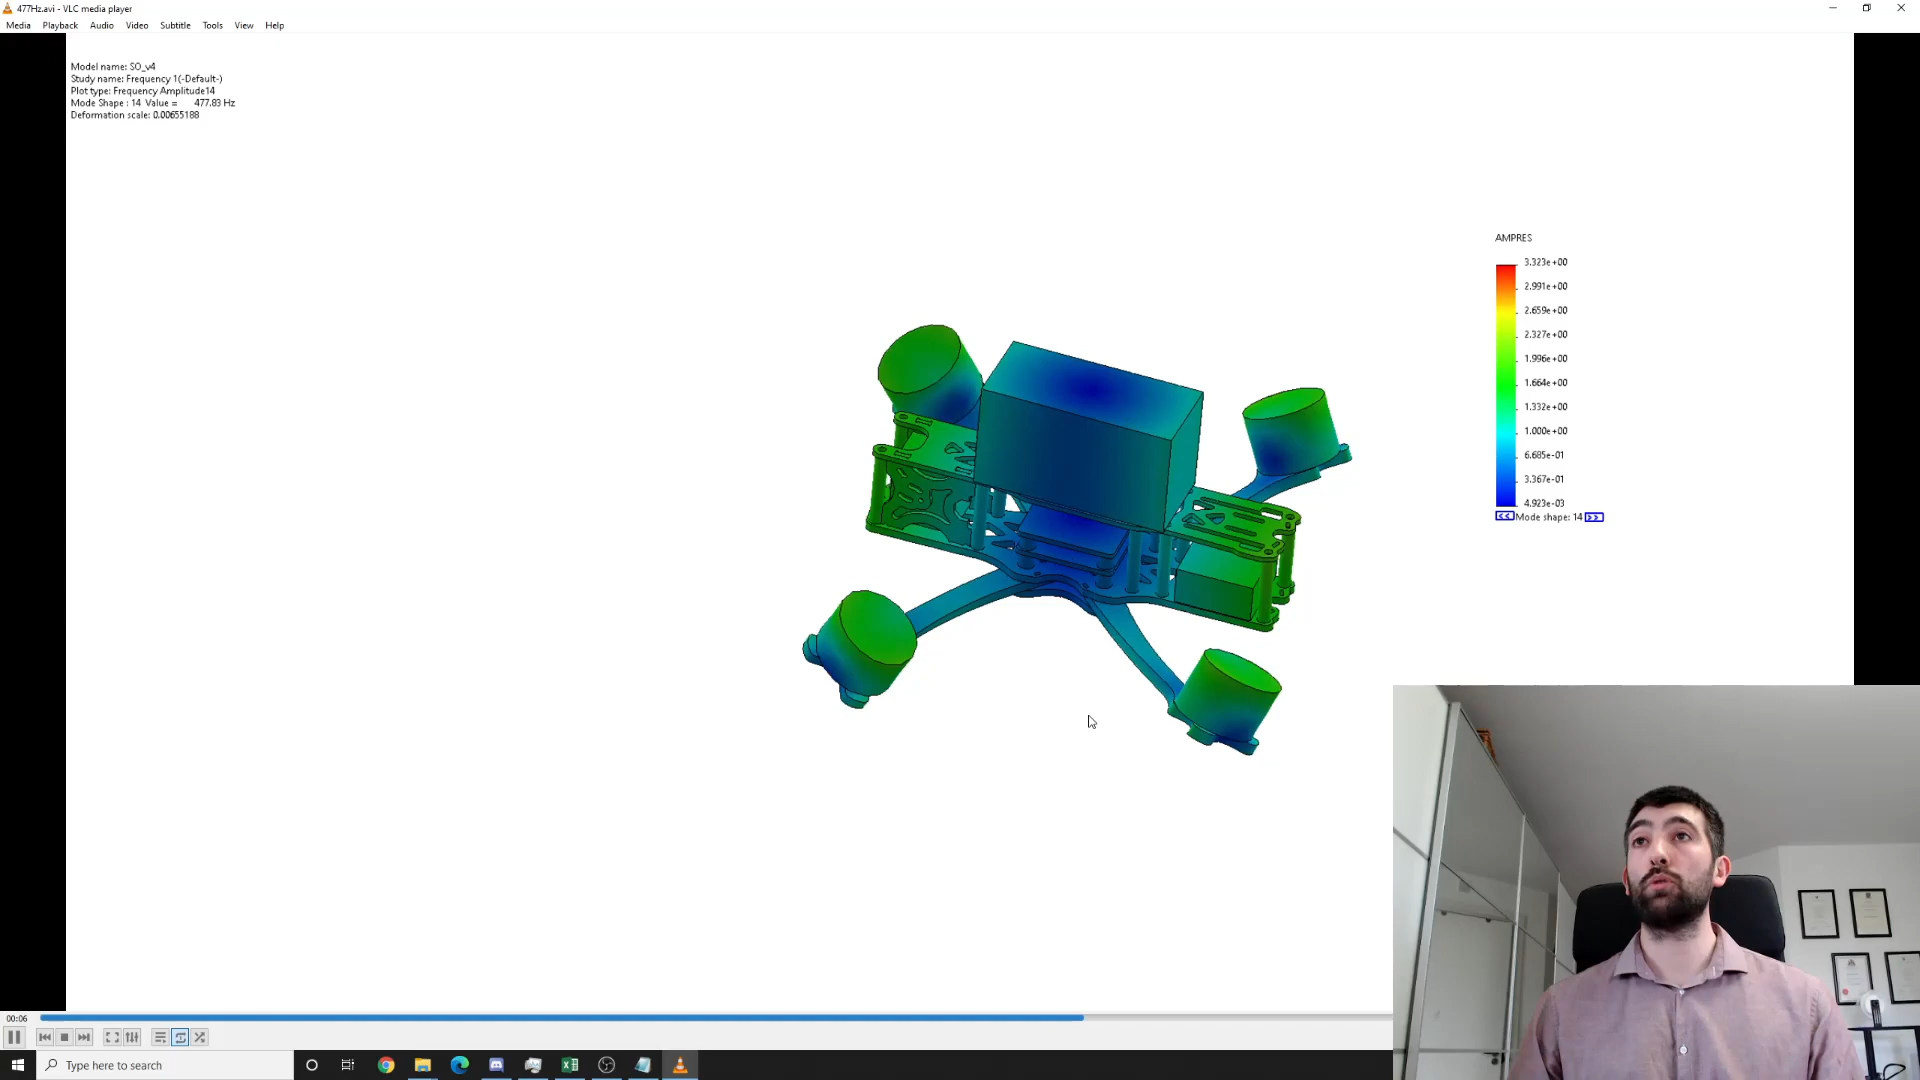 477Hz.avi - VLC media player
Media Playback Audio Video Subtitle Tools View Help
Model name: SO_v4
Study name: Frequency 1(-Default-)
Plot type: Frequency Amplitude14
Mode Shape : 14 Value = 477.83 Hz
Deformation scale: 0.00655188
AMPRES
3.323e+00
2.991e+00
2.659e+00
2.327e+00
1.996e+00
1.664e+00
1.332e+00
1.000e+00
6.685e-01
3.367e-01
4.923e-03
<< Mode shape: 14 >>
00:06
Type here to search